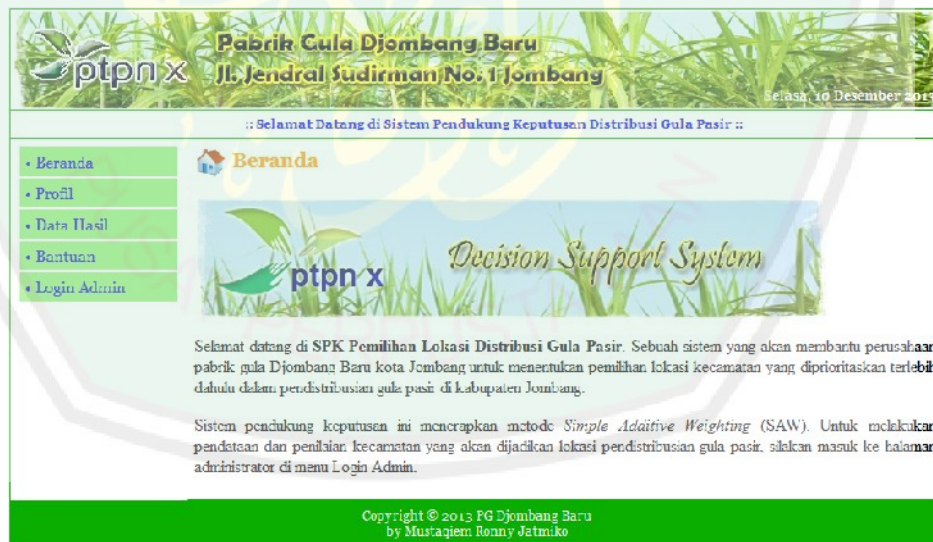 ptpn x
Pabrik Gula Djombang Baru
Jl. Jendral Sudirman No. 1 Jombang
Selasa, 10 Desember 2013
:: Selamat Datang di Sistem Pendukung Keputusan Distribusi Gula Pasir ::
• Beranda
• Profil
• Data Hasil
• Bantuan
• Login Admin
Beranda
ptpn x
Decision Support System
Selamat datang di SPK Pemilihan Lokasi Distribusi Gula Pasir. Sebuah sistem yang akan membantu perusahaan
pabrik gula Djombang Baru kota Jombang untuk menentukan pemilihan lokasi kecamatan yang diprioritaskan terlebih
dahulu dalam pendistribusian gula pasir di kabupaten Jombang.
Sistem pendukung keputusan ini menerapkan metode Simple Additive Weighting (SAW). Untuk melakukan
pendataan dan penilaian kecamatan yang akan dijadikan lokasi pendistribusian gula pasir, silakan masuk ke halaman
administrator di menu Login Admin.
Copyright © 2013 PG Djombang Baru
by Mustaqiem Ronny Jatmiko